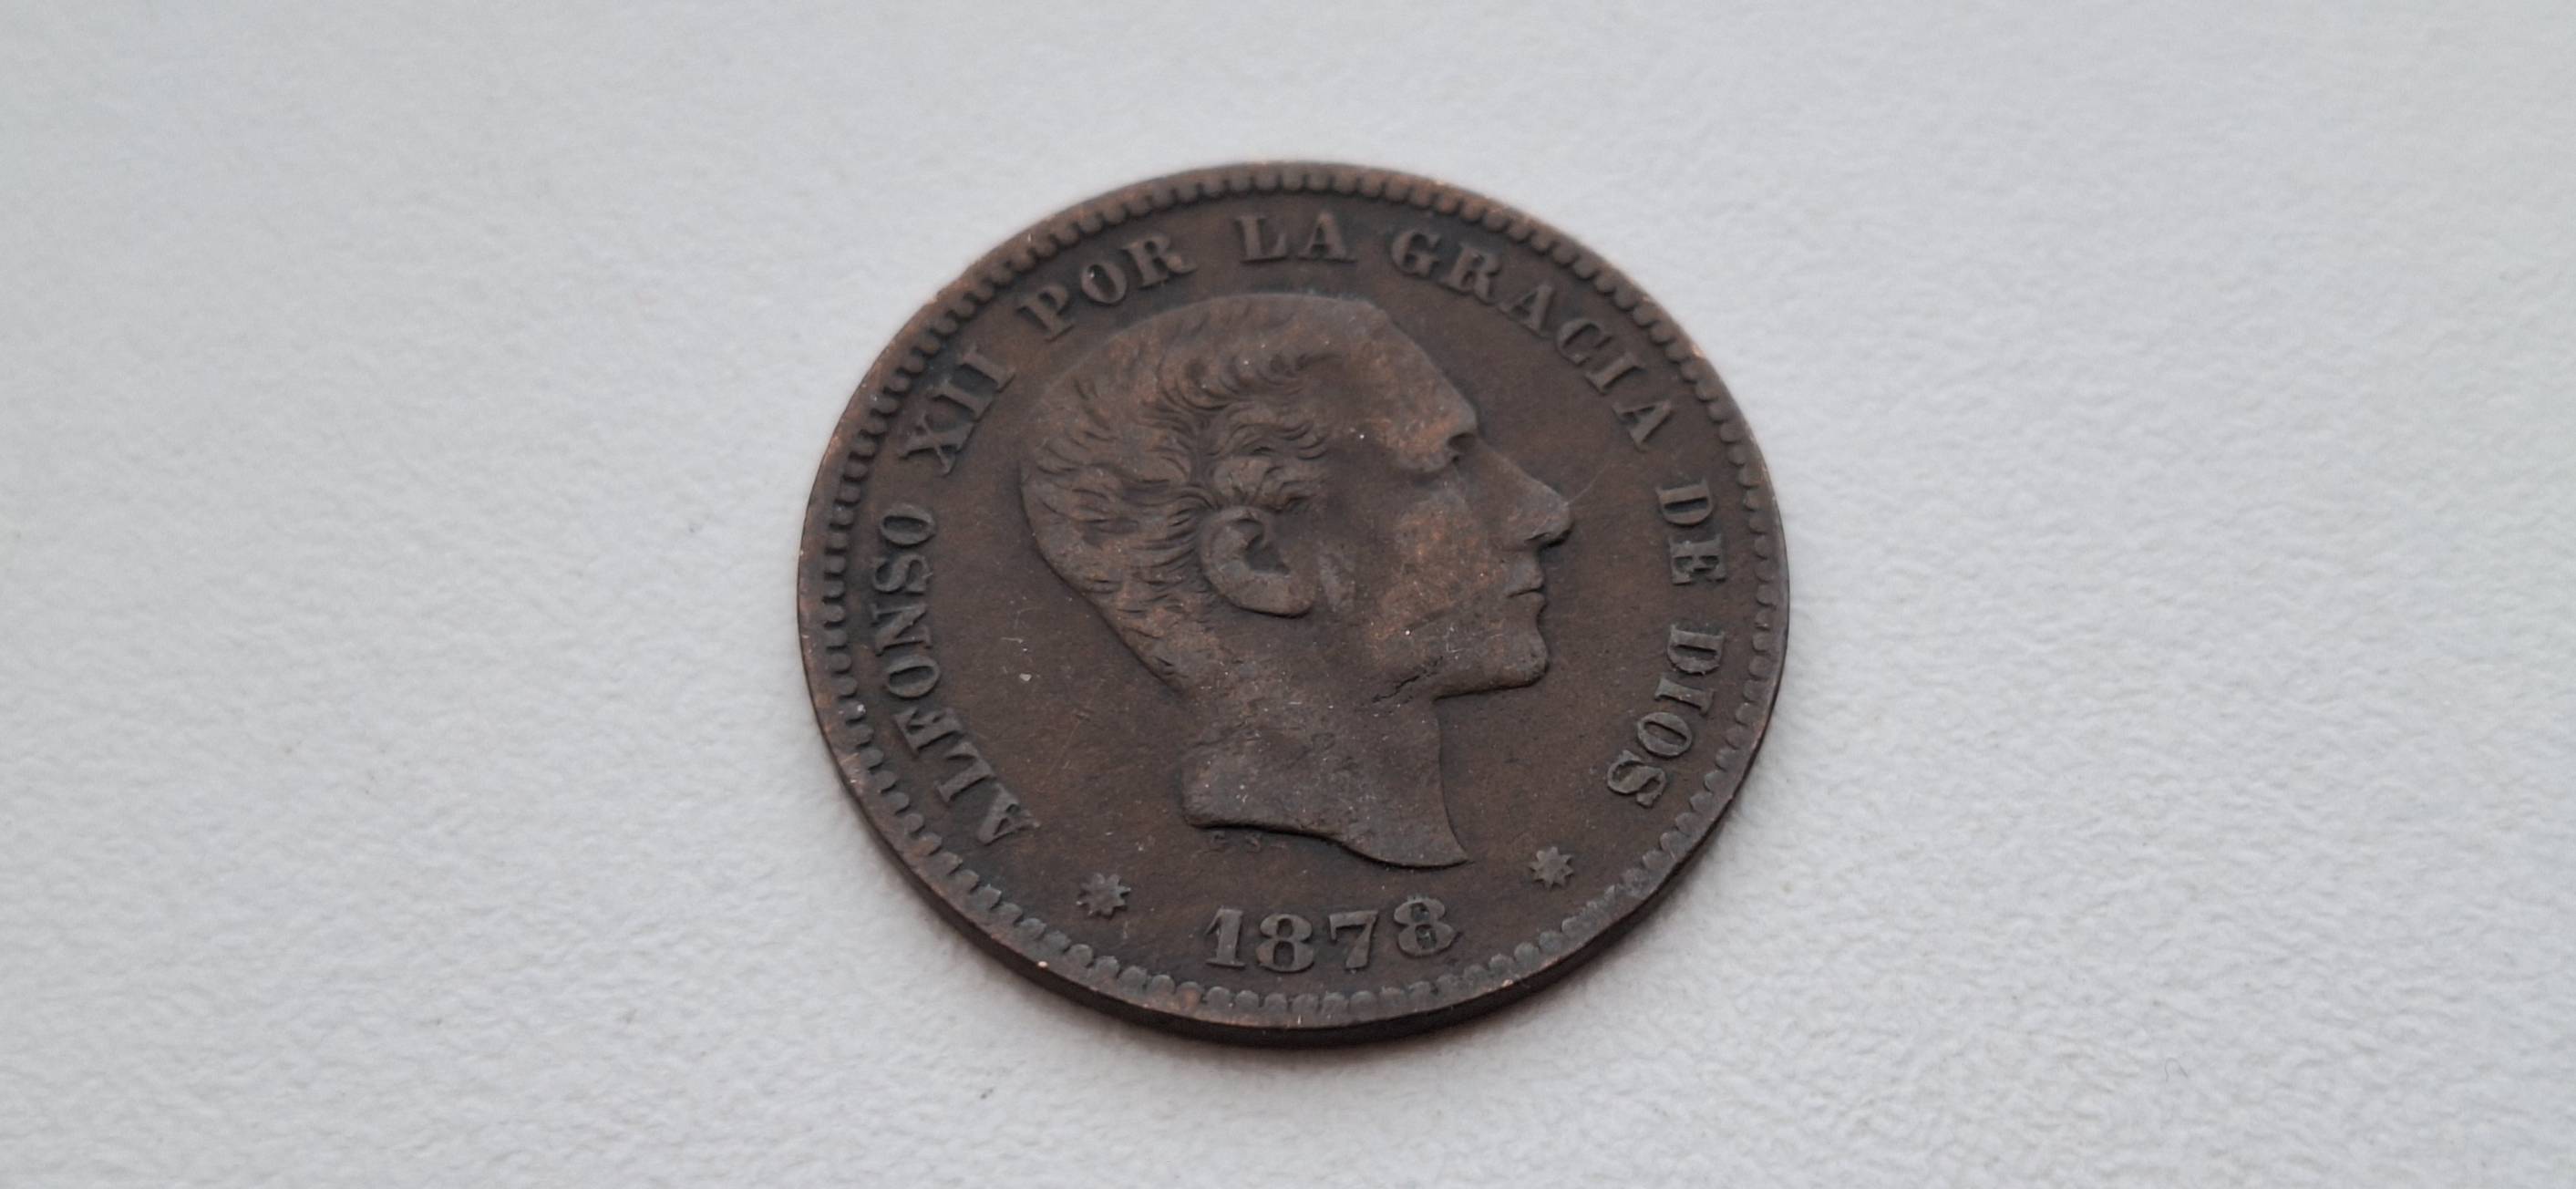 ALFONSO XII POR LA GRACIA DE DIOS
1878